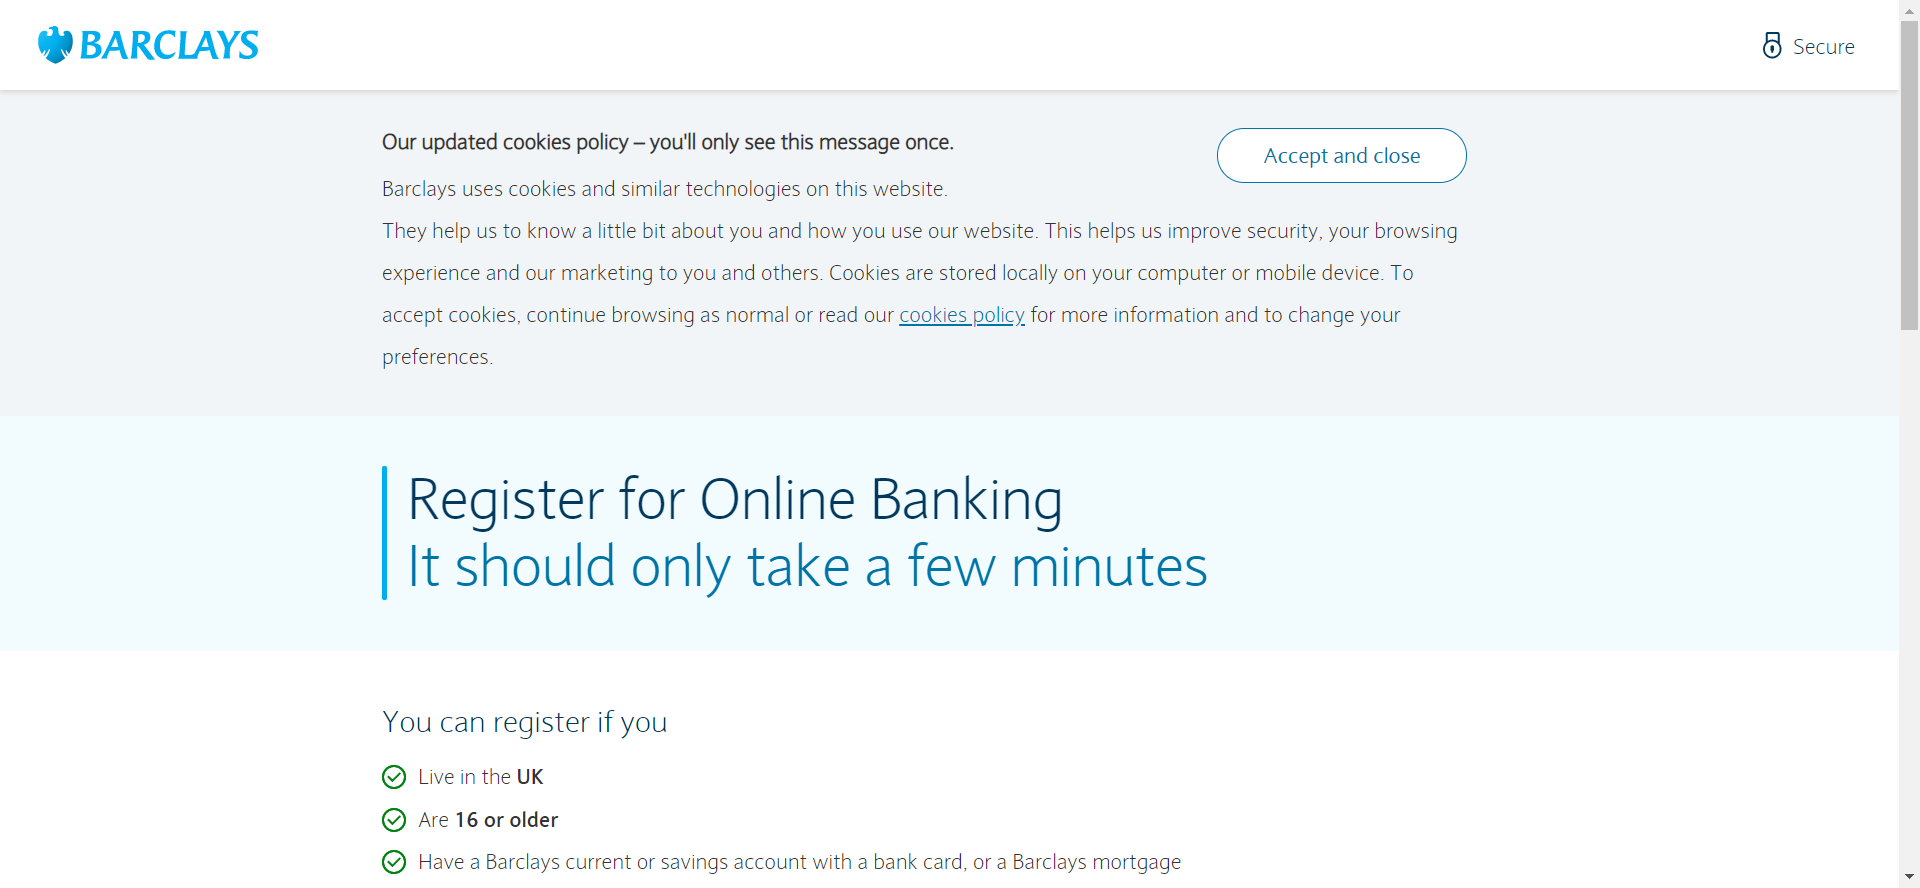 BARCLAYS
Secure
Our updated cookies policy – you'll only see this message once.
Accept and close
Barclays uses cookies and similar technologies on this website.
They help us to know a little bit about you and how you use our website. This helps us improve security, your browsing
experience and our marketing to you and others. Cookies are stored locally on your computer or mobile device. To
accept cookies, continue browsing as normal or read our cookies policy for more information and to change your
preferences.
Register for Online Banking
It should only take a few minutes
You can register if you
Live in the UK
Are 16 or older
Have a Barclays current or savings account with a bank card, or a Barclays mortgage